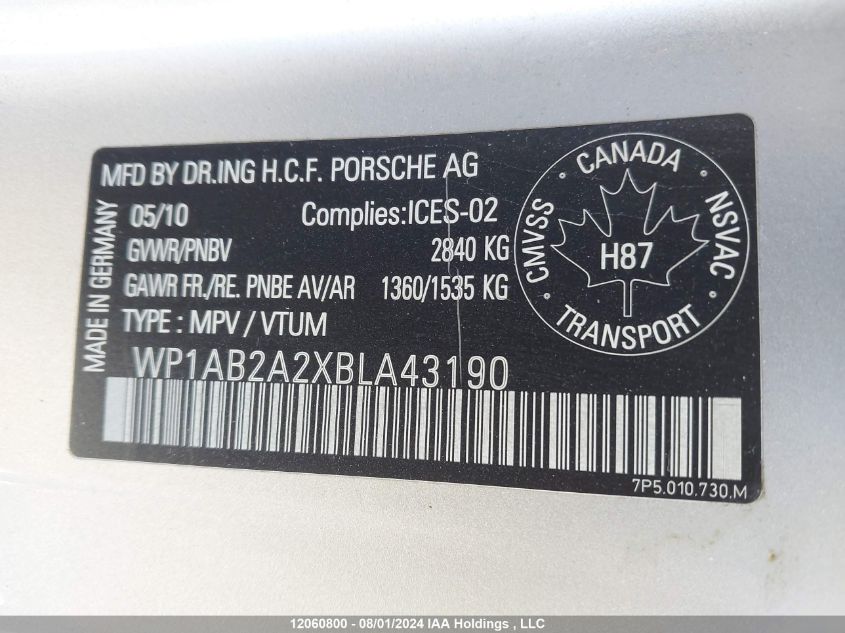 MFD BY DR.ING H.C.F. PORSCHE AG
05/10 Complies:ICES-02
GVWR/PNBV 2840 KG
GAWR FR./RE. PNBE AV/AR 1360/1535 KG
TYPE : MPV / VTUM
WP1AB2A2XBLA43190
MADE IN GERMANY
CANADA
CMVSS
NSVAC
H87
TRANSPORT
7P5.010.730.M
12060800 - 08/01/2024 IAA Holdings , LLC